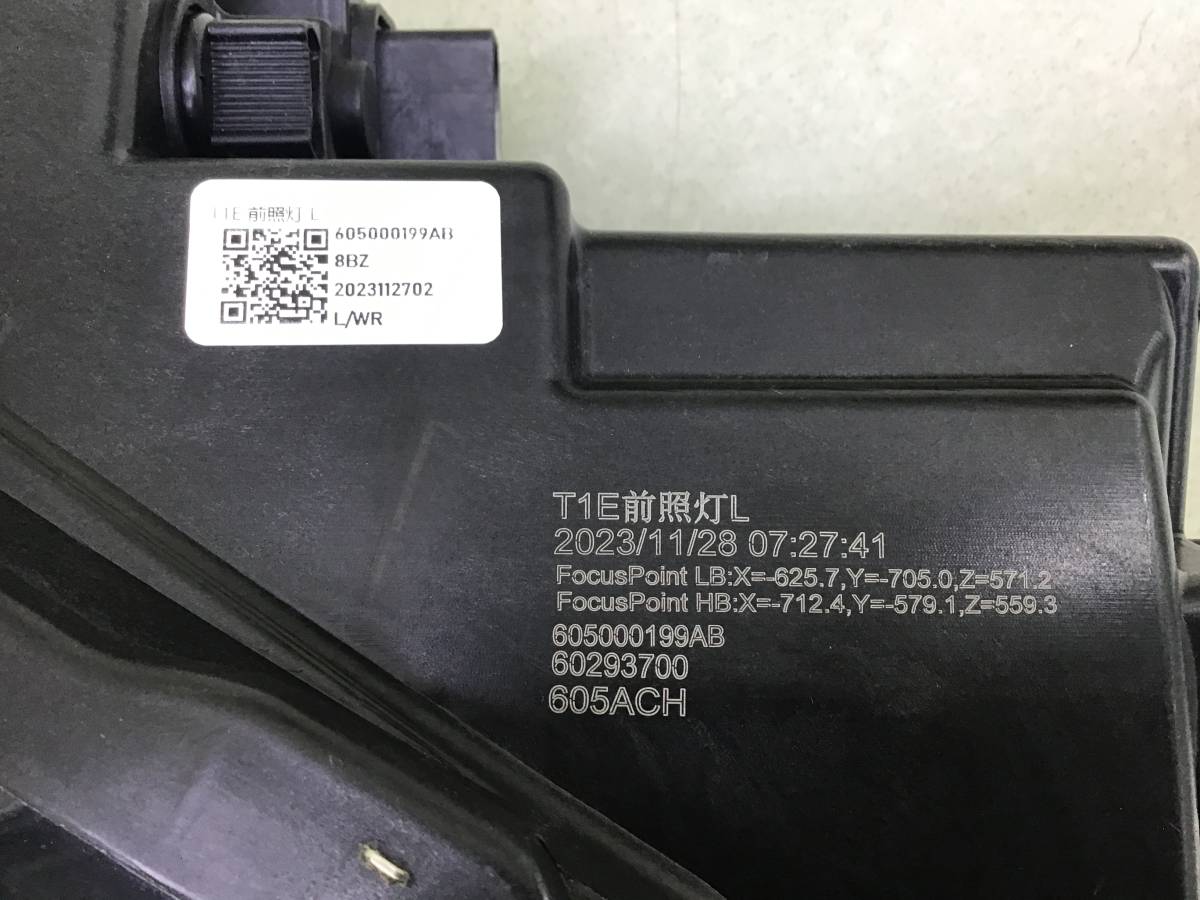 T1E 前照灯 L
605000199AB
8BZ
2023112702
L/WR
T1E前照灯L
2023/11/28 07:27:41
FocusPoint LB:X=-625.7,Y=-705.0,Z=571.2
FocusPoint HB:X=-712.4,Y=-579.1,Z=559.3
605000199AB
60293700
605ACH